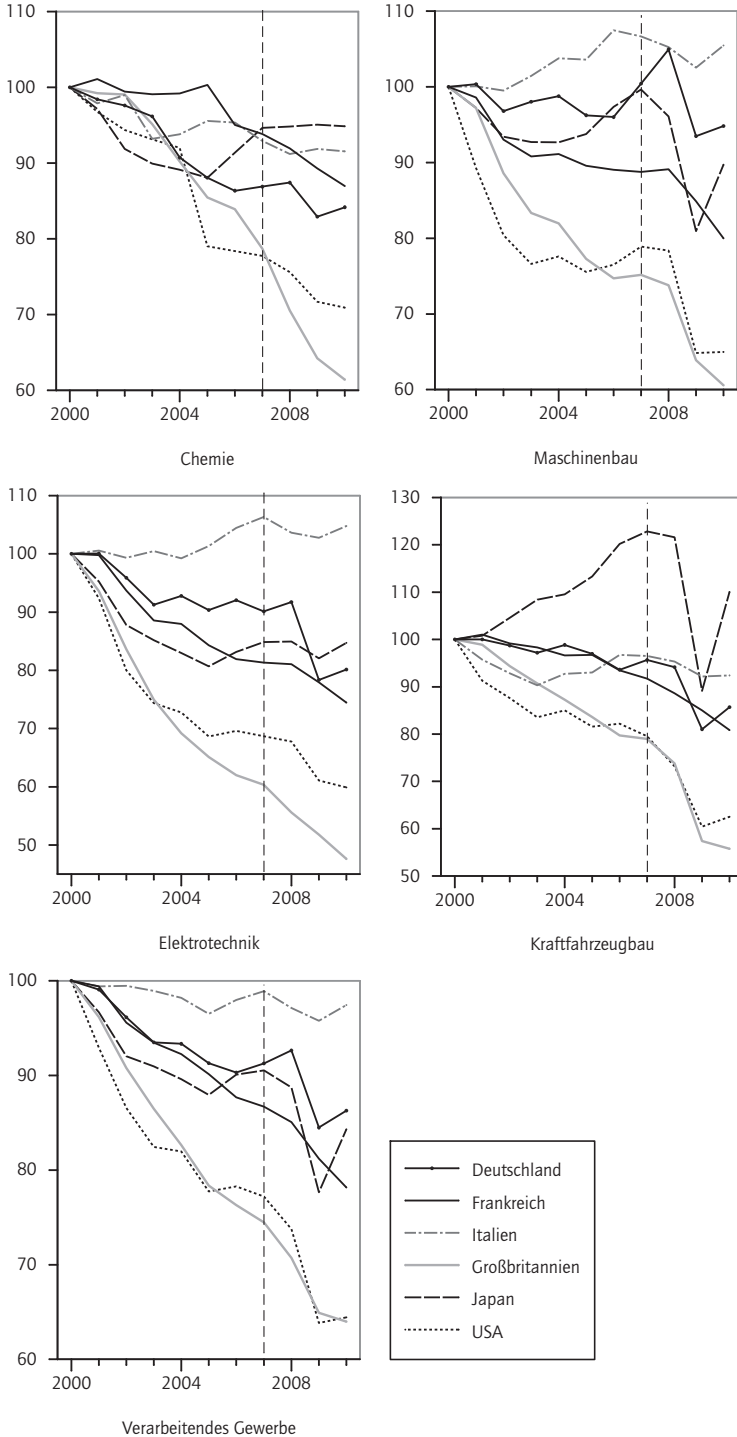 110
100
90
80
70
60
2000 2004 2008
Chemie
110
100
90
80
70
60
2000 2004 2008
Maschinenbau
110
100
90
80
70
60
50
2000 2004 2008
Elektrotechnik
130
120
110
100
90
80
70
60
50
2000 2004 2008
Kraftfahrzeugbau
100
90
80
70
60
2000 2004 2008
Verarbeitendes Gewerbe
Deutschland
Frankreich
Italien
Großbritannien
Japan
USA